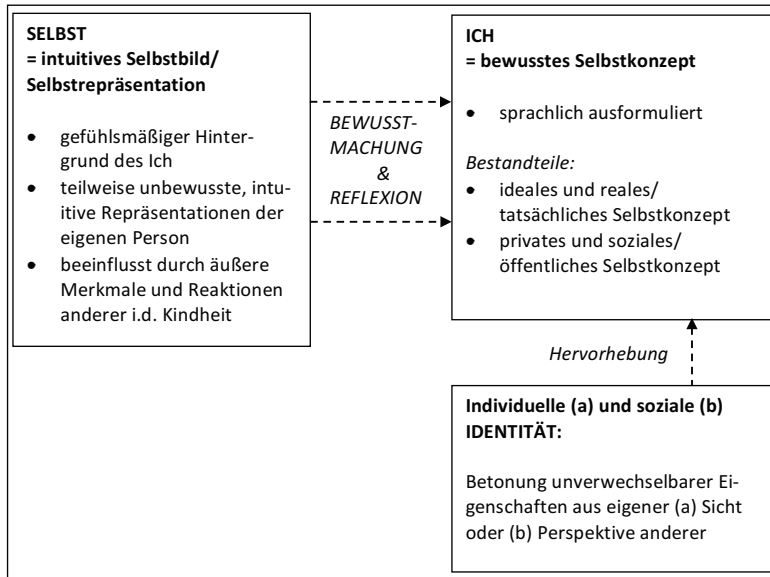 SELBST
= intuitives Selbstbild/
Selbstrepräsentation
• gefühlsmäßiger Hinter-
grund des Ich
• teilweise unbewusste, intu-
itive Repräsentationen der
eigenen Person
• beeinflusst durch äußere
Merkmale und Reaktionen
anderer i.d. Kindheit
BEWUSST-
MACHUNG
&
REFLEXION
ICH
= bewusstes Selbstkonzept
• sprachlich ausformuliert
Bestandteile:
• ideales und reales/
tatsächliches Selbstkonzept
• privates und soziales/
öffentliches Selbstkonzept
Hervorhebung
Individuelle (a) und soziale (b)
IDENTITÄT:
Betonung unverwechselbarer Ei-
genschaften aus eigener (a) Sicht
oder (b) Perspektive anderer